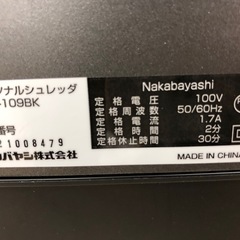 ナルシュレッダ
-109BK
番号
21008479
バヤシ株式会社
Nakabayashi
定格電圧 100V
定格周波数 50/60Hz
定格電流 1.7A
定格時間 2分
定格停止時間 30分
MADE IN CHINA